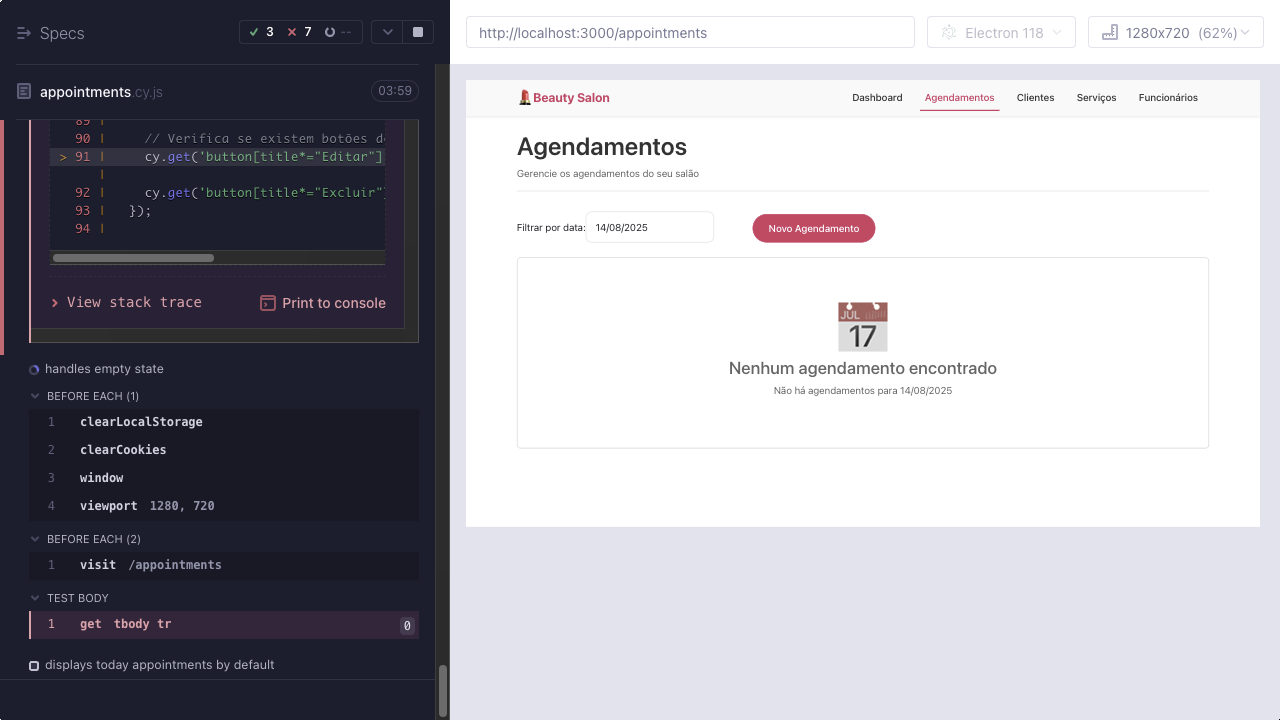 Specs
3
7
--
appointments.cy.js
03:59
89 |
90 | // Verifica se existem botões de
> 91 | cy.get('button[title*="Editar"]
|
92 | cy.get('button[title*="Excluir"]
93 | });
94 |
View stack trace
Print to console
handles empty state
BEFORE EACH (1)
1 clearLocalStorage
2 clearCookies
3 window
4 viewport 1280, 720
BEFORE EACH (2)
1 visit /appointments
TEST BODY
1 get tbody tr 0
displays today appointments by default
http://localhost:3000/appointments
Electron 118
1280x720 (62%)
Beauty Salon
Dashboard
Agendamentos
Clientes
Serviços
Funcionários
Agendamentos
Gerencie os agendamentos do seu salão
Filtrar por data:
14/08/2025
Novo Agendamento
JUL
17
Nenhum agendamento encontrado
Não há agendamentos para 14/08/2025